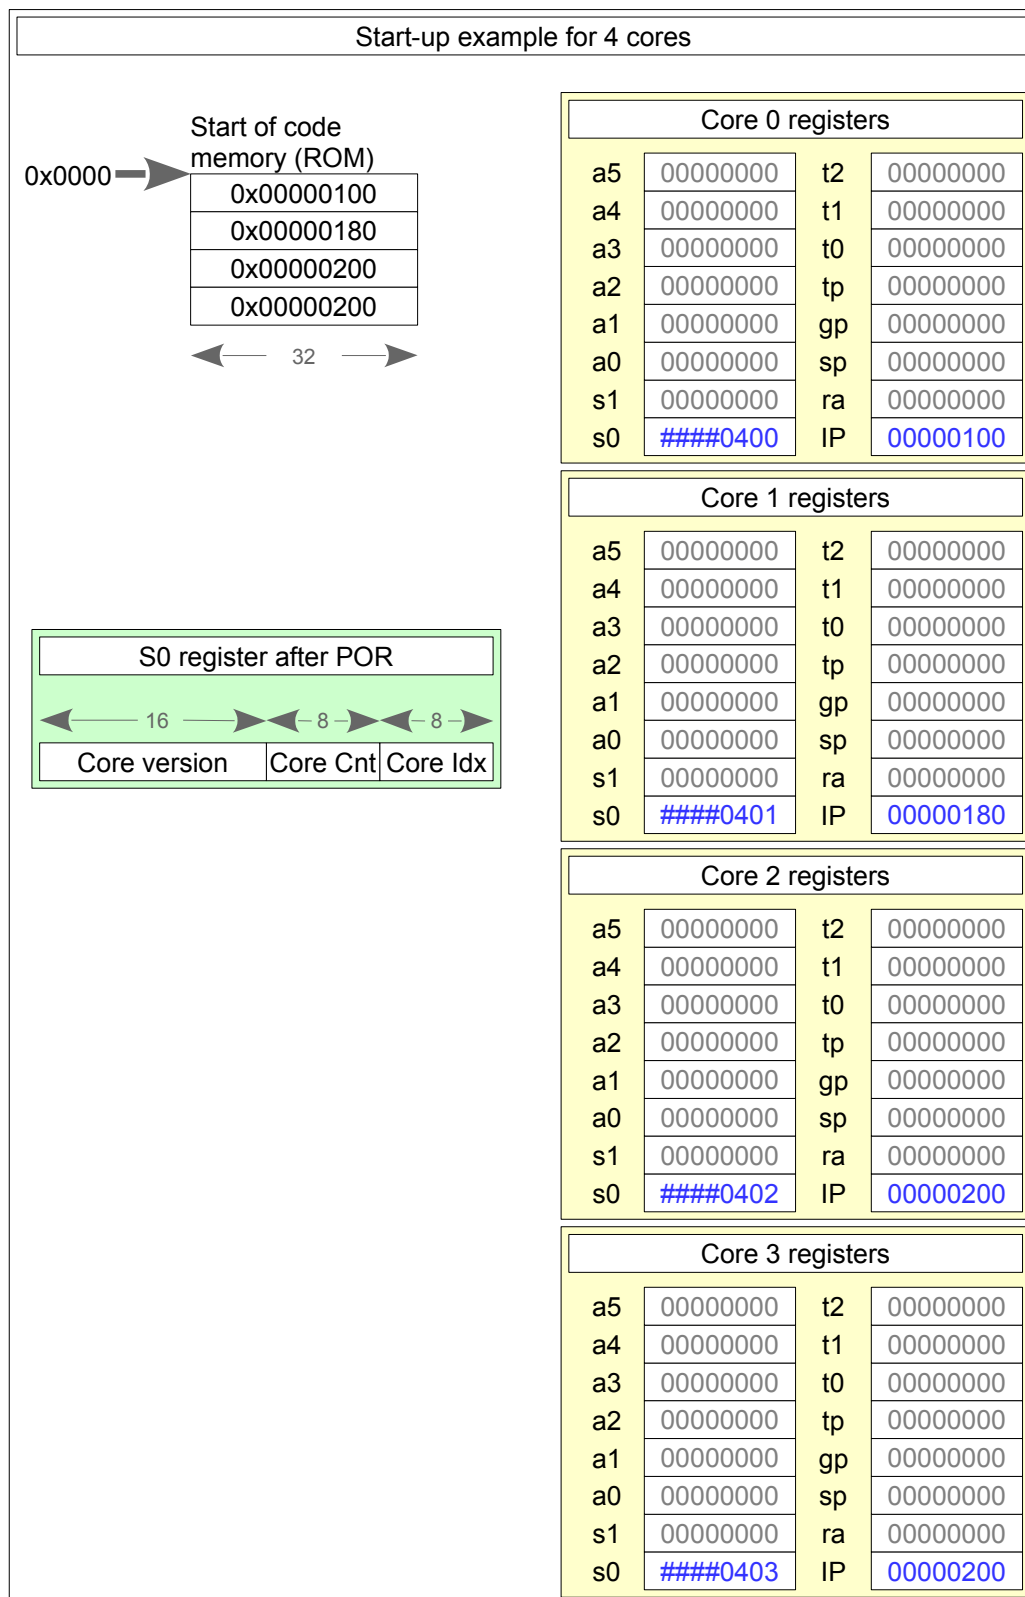 Start-up example for 4 cores
Start of code
memory (ROM)
0x0000
0x00000100
0x00000180
0x00000200
0x00000200
32
S0 register after POR
16 8 8
Core version Core Cnt Core Idx
Core 0 registers
a5 00000000 t2 00000000
a4 00000000 t1 00000000
a3 00000000 t0 00000000
a2 00000000 tp 00000000
a1 00000000 gp 00000000
a0 00000000 sp 00000000
s1 00000000 ra 00000000
s0 ####0400 IP 00000100
Core 1 registers
a5 00000000 t2 00000000
a4 00000000 t1 00000000
a3 00000000 t0 00000000
a2 00000000 tp 00000000
a1 00000000 gp 00000000
a0 00000000 sp 00000000
s1 00000000 ra 00000000
s0 ####0401 IP 00000180
Core 2 registers
a5 00000000 t2 00000000
a4 00000000 t1 00000000
a3 00000000 t0 00000000
a2 00000000 tp 00000000
a1 00000000 gp 00000000
a0 00000000 sp 00000000
s1 00000000 ra 00000000
s0 ####0402 IP 00000200
Core 3 registers
a5 00000000 t2 00000000
a4 00000000 t1 00000000
a3 00000000 t0 00000000
a2 00000000 tp 00000000
a1 00000000 gp 00000000
a0 00000000 sp 00000000
s1 00000000 ra 00000000
s0 ####0403 IP 00000200